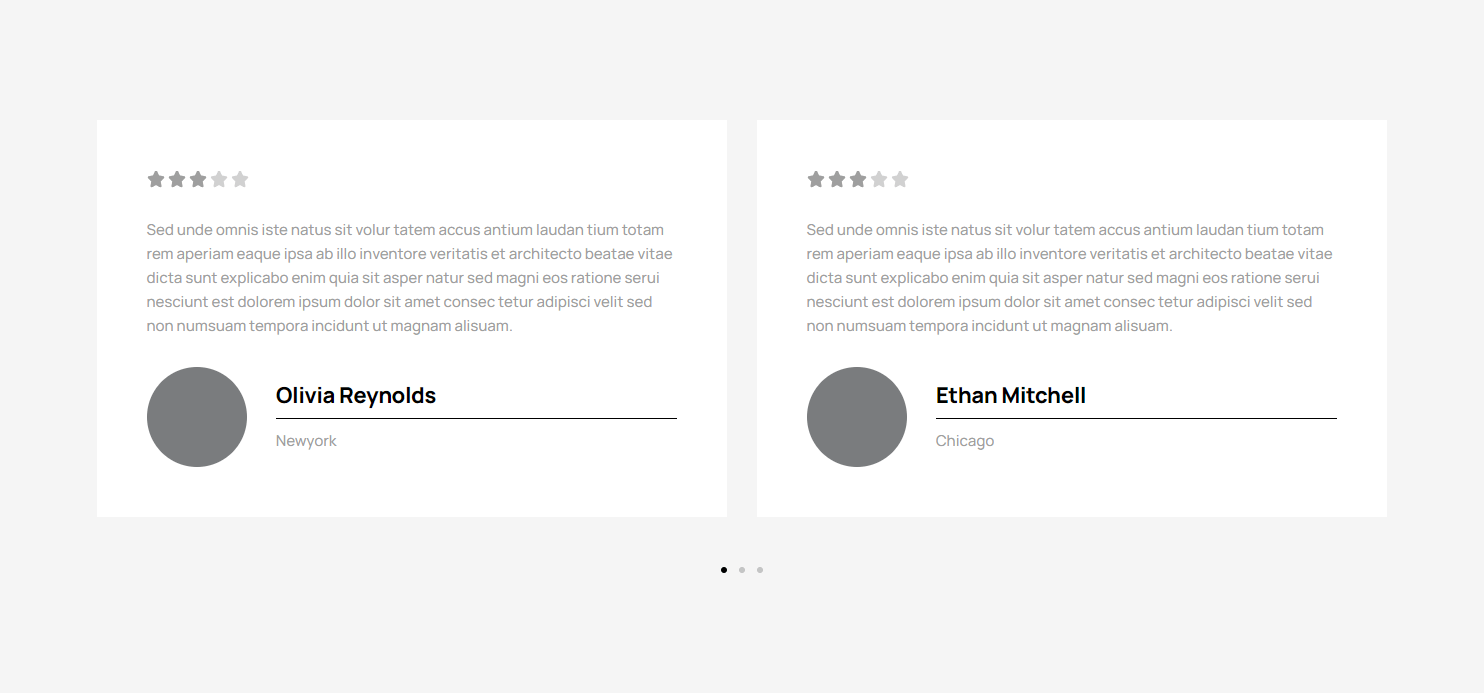 Sed unde omnis iste natus sit volur tatem accus antium laudan tium totam
rem aperiam eaque ipsa ab illo inventore veritatis et architecto beatae vitae
dicta sunt explicabo enim quia sit asper natur sed magni eos ratione serui
nesciunt est dolorem ipsum dolor sit amet consec tetur adipisci velit sed
non numsuam tempora incidunt ut magnam alisuam.
Olivia Reynolds
Newyork
Sed unde omnis iste natus sit volur tatem accus antium laudan tium totam
rem aperiam eaque ipsa ab illo inventore veritatis et architecto beatae vitae
dicta sunt explicabo enim quia sit asper natur sed magni eos ratione serui
nesciunt est dolorem ipsum dolor sit amet consec tetur adipisci velit sed
non numsuam tempora incidunt ut magnam alisuam.
Ethan Mitchell
Chicago